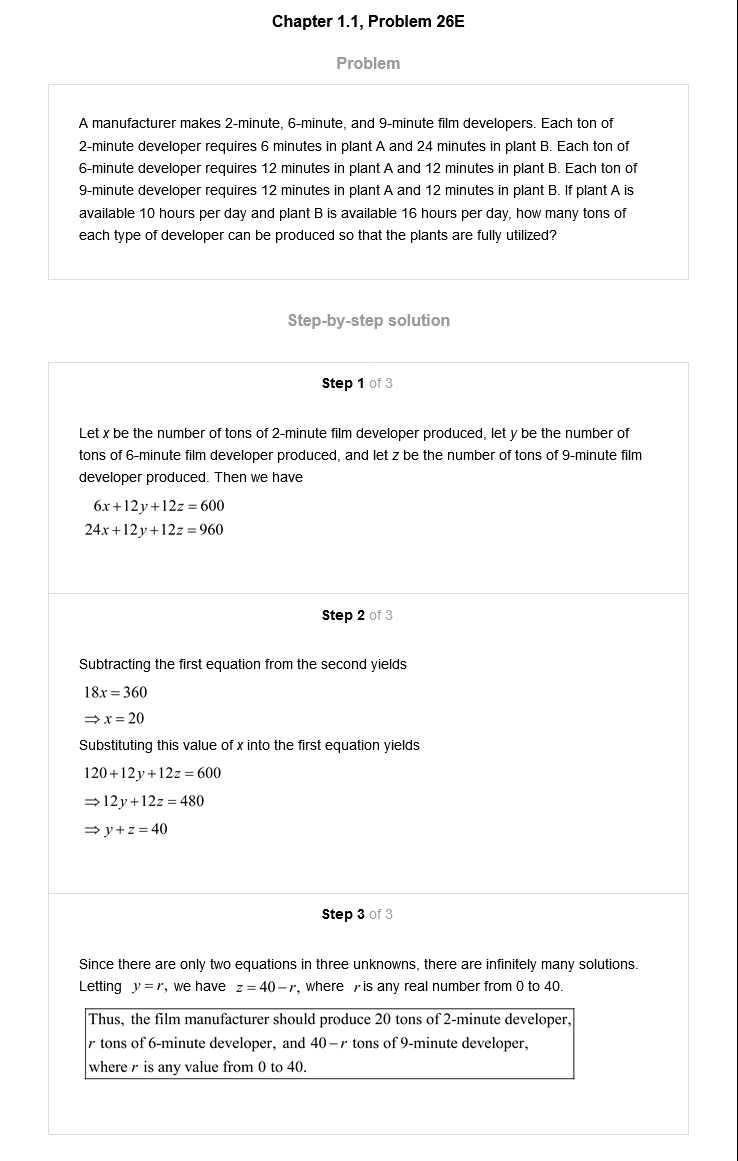 Chapter 1.1, Problem 26E
Problem
A manufacturer makes 2-minute, 6-minute, and 9-minute film developers. Each ton of
2-minute developer requires 6 minutes in plant A and 24 minutes in plant B. Each ton of
6-minute developer requires 12 minutes in plant A and 12 minutes in plant B. Each ton of
9-minute developer requires 12 minutes in plant A and 12 minutes in plant B. If plant A is
available 10 hours per day and plant B is available 16 hours per day, how many tons of
each type of developer can be produced so that the plants are fully utilized?
Step-by-step solution
Step 1 of 3
Let x be the number of tons of 2-minute film developer produced, let y be the number of
tons of 6-minute film developer produced, and let z be the number of tons of 9-minute film
developer produced. Then we have
6x+12y+12z=600
24x+12y+12z=960
Step 2 of 3
Subtracting the first equation from the second yields
18x=360
⇒x=20
Substituting this value of x into the first equation yields
120+12y+12z=600
⇒12y+12z=480
⇒y+z=40
Step 3 of 3
Since there are only two equations in three unknowns, there are infinitely many solutions.
Letting y=r, we have z=40−r, where r is any real number from 0 to 40.
Thus, the film manufacturer should produce 20 tons of 2-minute developer,
r tons of 6-minute developer, and 40−r tons of 9-minute developer,
where r is any value from 0 to 40.